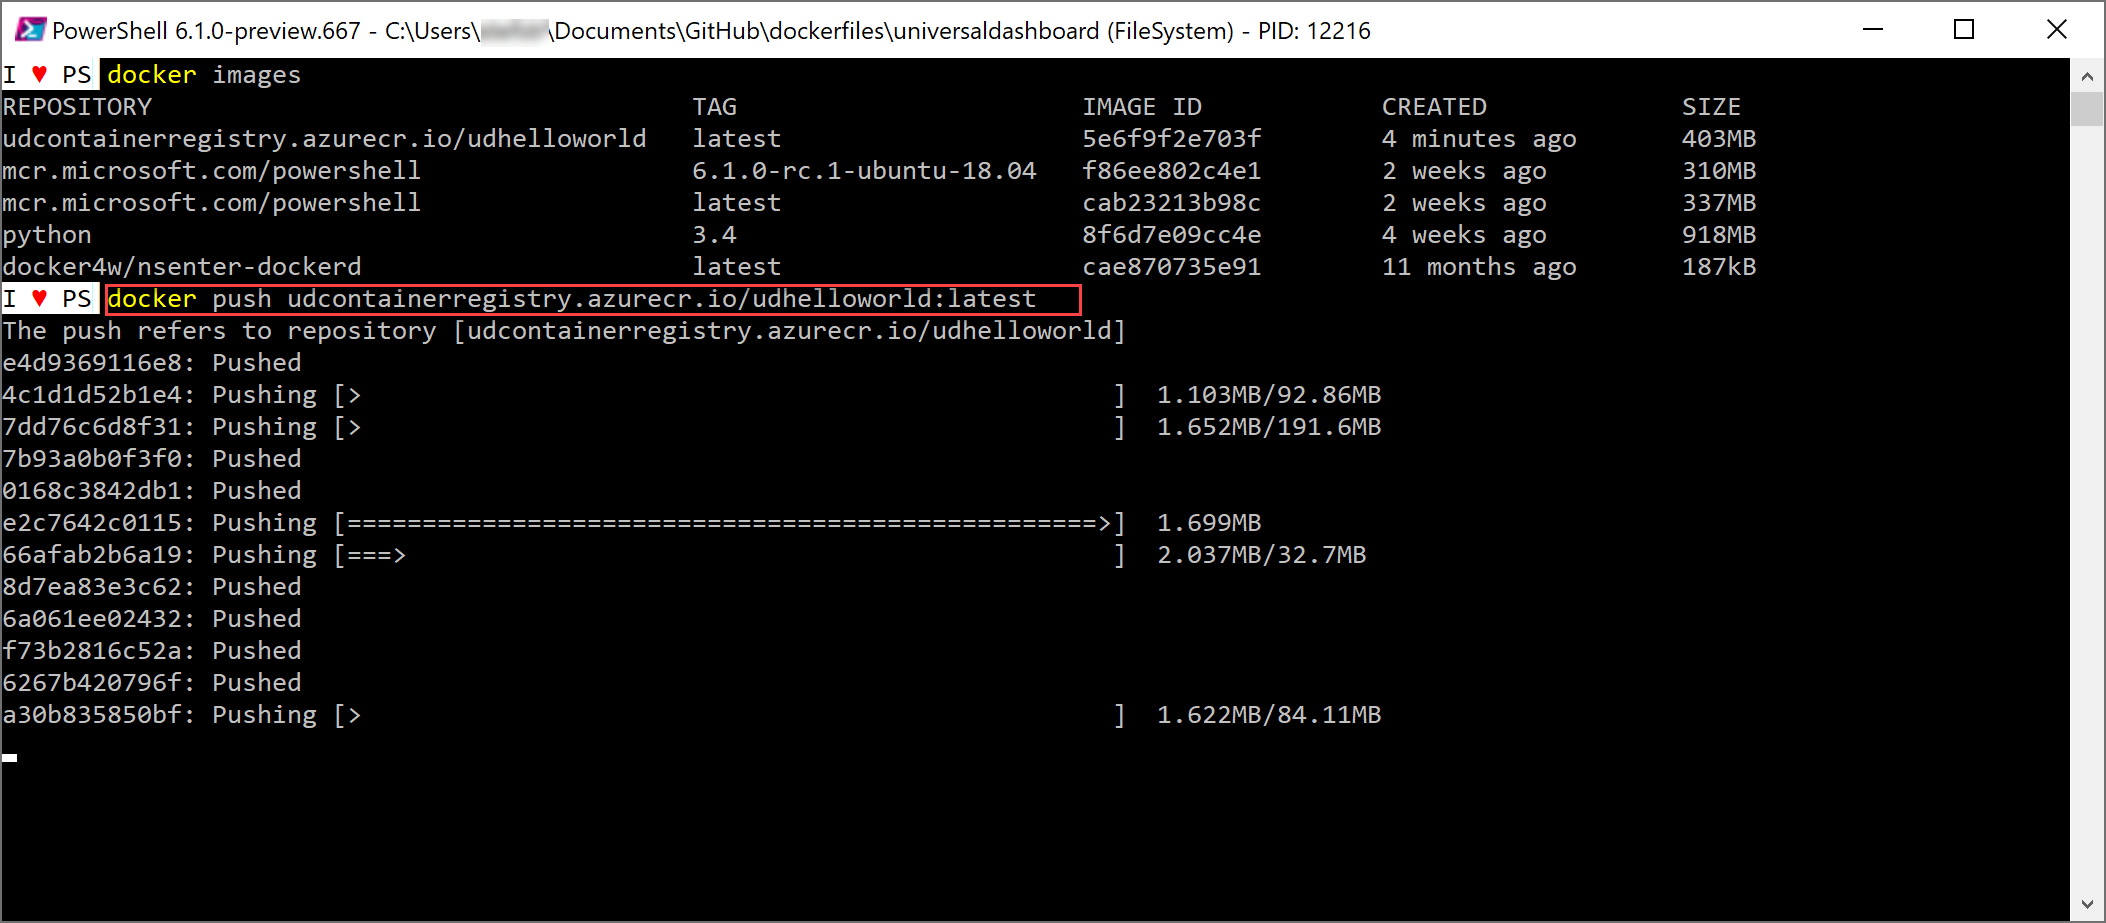 PowerShell 6.1.0-preview.667 - C:\Users\ \Documents\GitHub\dockerfiles\universaldashboard (FileSystem) - PID: 12216
I ♥ PS docker images
REPOSITORY TAG IMAGE ID CREATED SIZE
udcontainerregistry.azurecr.io/udhelloworld latest 5e6f9f2e703f 4 minutes ago 403MB
mcr.microsoft.com/powershell 6.1.0-rc.1-ubuntu-18.04 f86ee802c4e1 2 weeks ago 310MB
mcr.microsoft.com/powershell latest cab23213b98c 2 weeks ago 337MB
python 3.4 8f6d7e09cc4e 4 weeks ago 918MB
docker4w/nsenter-dockerd latest cae870735e91 11 months ago 187kB
I ♥ PS docker push udcontainerregistry.azurecr.io/udhelloworld:latest
The push refers to repository [udcontainerregistry.azurecr.io/udhelloworld]
e4d9369116e8: Pushed
4c1d1d52b1e4: Pushing [> ] 1.103MB/92.86MB
7dd76c6d8f31: Pushing [> ] 1.652MB/191.6MB
7b93a0b0f3f0: Pushed
0168c3842db1: Pushed
e2c7642c0115: Pushing [==================================================>] 1.699MB
66afab2b6a19: Pushing [===> ] 2.037MB/32.7MB
8d7ea83e3c62: Pushed
6a061ee02432: Pushed
f73b2816c52a: Pushed
6267b420796f: Pushed
a30b835850bf: Pushing [> ] 1.622MB/84.11MB